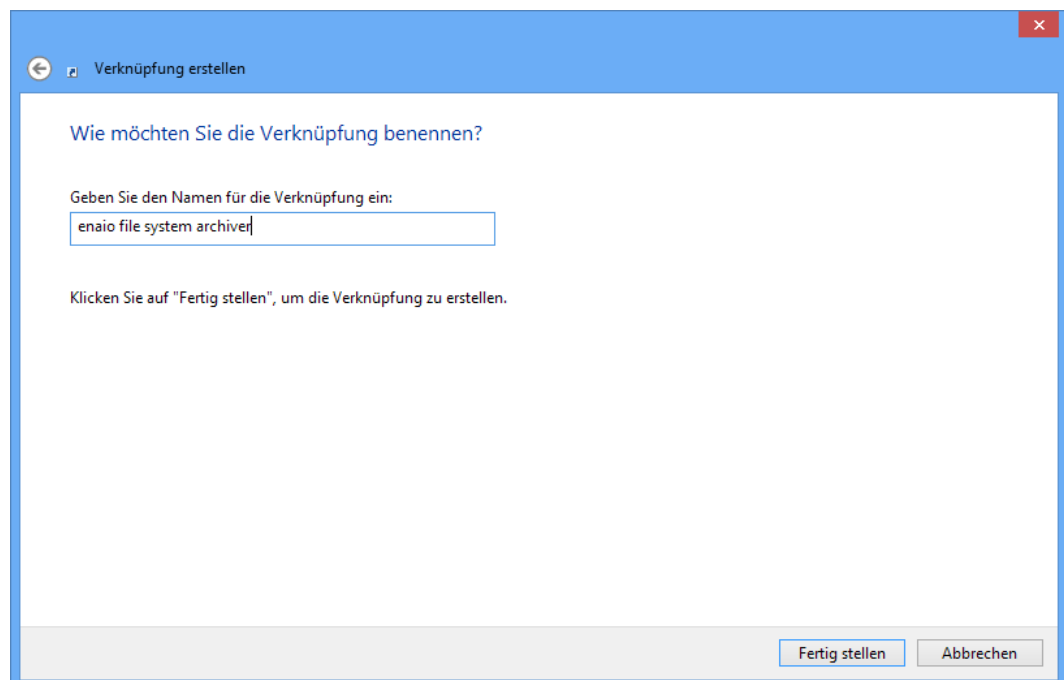 Verknüpfung erstellen
Wie möchten Sie die Verknüpfung benennen?
Geben Sie den Namen für die Verknüpfung ein:
enaio file system archiver
Klicken Sie auf "Fertig stellen", um die Verknüpfung zu erstellen.
Fertig stellen Abbrechen